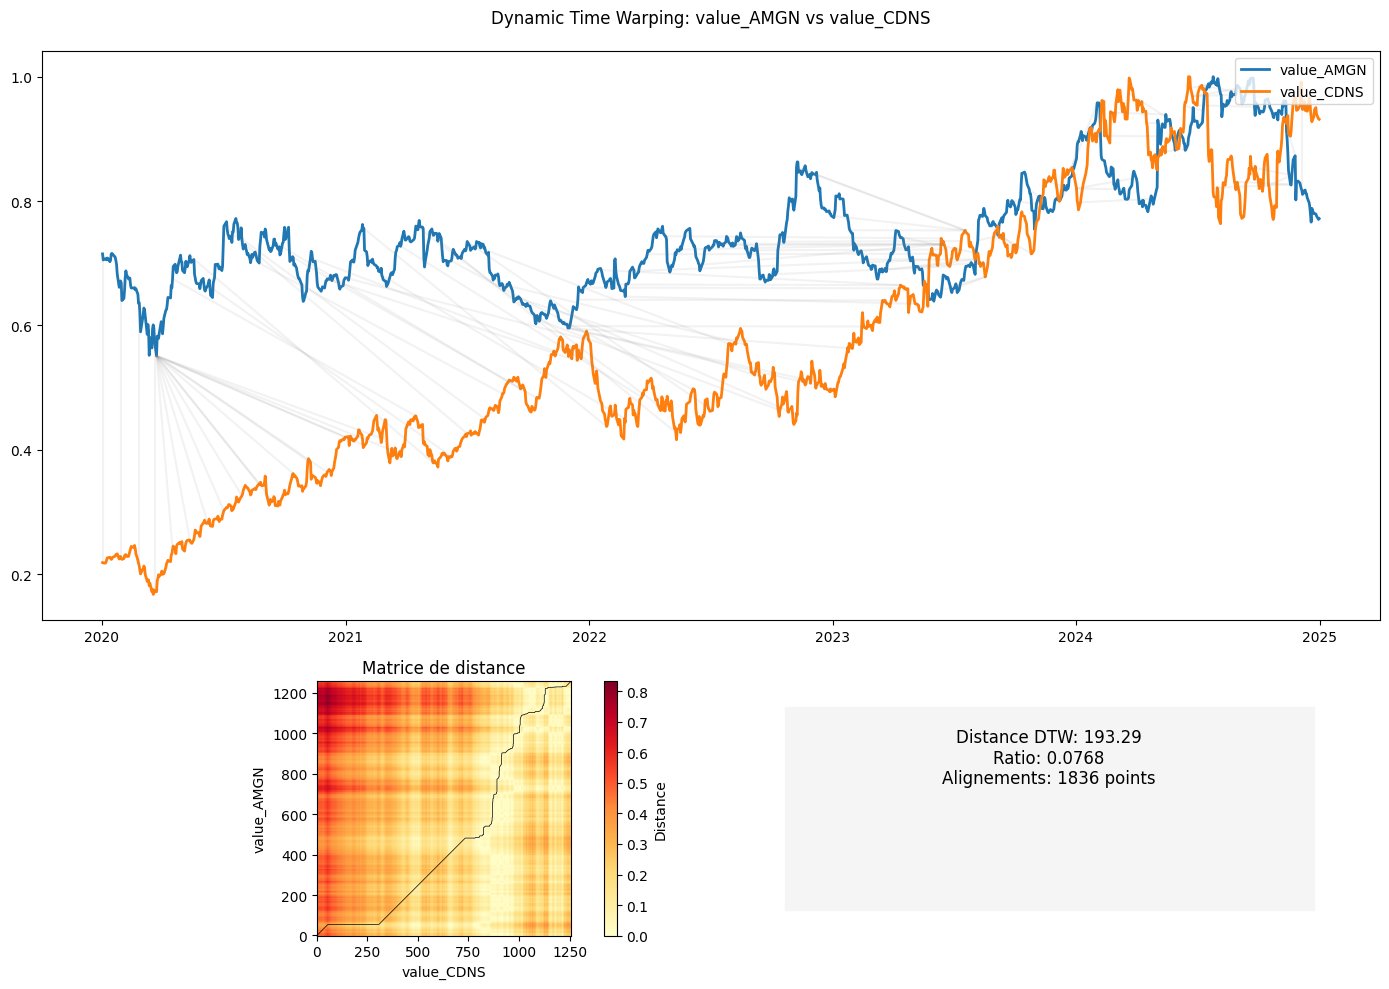 Dynamic Time Warping: value_AMGN vs value_CDNS
value_AMGN
value_CDNS
1.0
0.8
0.6
0.4
0.2
2020 2021 2022 2023 2024 2025
Matrice de distance
value_AMGN
1200
1000
800
600
400
200
0
0 250 500 750 1000 1250
value_CDNS
0.8
0.7
0.6
0.5
0.4
0.3
0.2
0.1
0.0
Distance
Distance DTW: 193.29
Ratio: 0.0768
Alignements: 1836 points